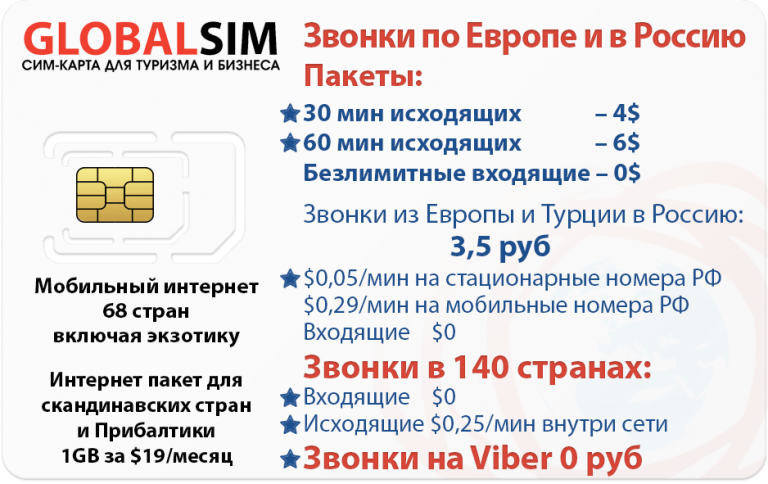 GLOBALSIM
СИМ-КАРТА ДЛЯ ТУРИЗМА И БИЗНЕСА
Мобильный интернет
68 стран
включая экзотику
Интернет пакет для
скандинавских стран
и Прибалтики
1GB за $19/месяц
Звонки по Европе и в Россию
Пакеты:
30 мин исходящих – 4$
60 мин исходящих – 6$
Безлимитные входящие – 0$
Звонки из Европы и Турции в Россию:
3,5 руб
$0,05/мин на стационарные номера РФ
$0,29/мин на мобильные номера РФ
Входящие $0
Звонки в 140 странах:
Входящие $0
Исходящие $0,25/мин внутри сети
Звонки на Viber 0 руб